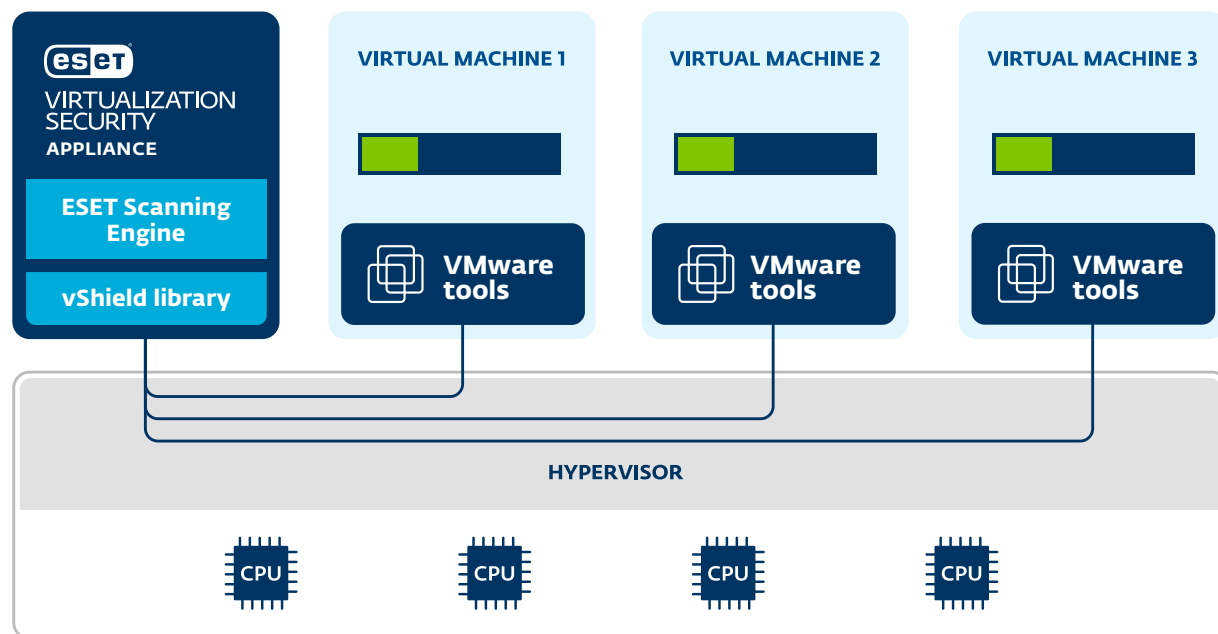 eset
VIRTUALIZATION
SECURITY
APPLIANCE
ESET Scanning
Engine
vShield library
VIRTUAL MACHINE 1
VMware
tools
VIRTUAL MACHINE 2
VMware
tools
VIRTUAL MACHINE 3
VMware
tools
HYPERVISOR
CPU
CPU
CPU
CPU